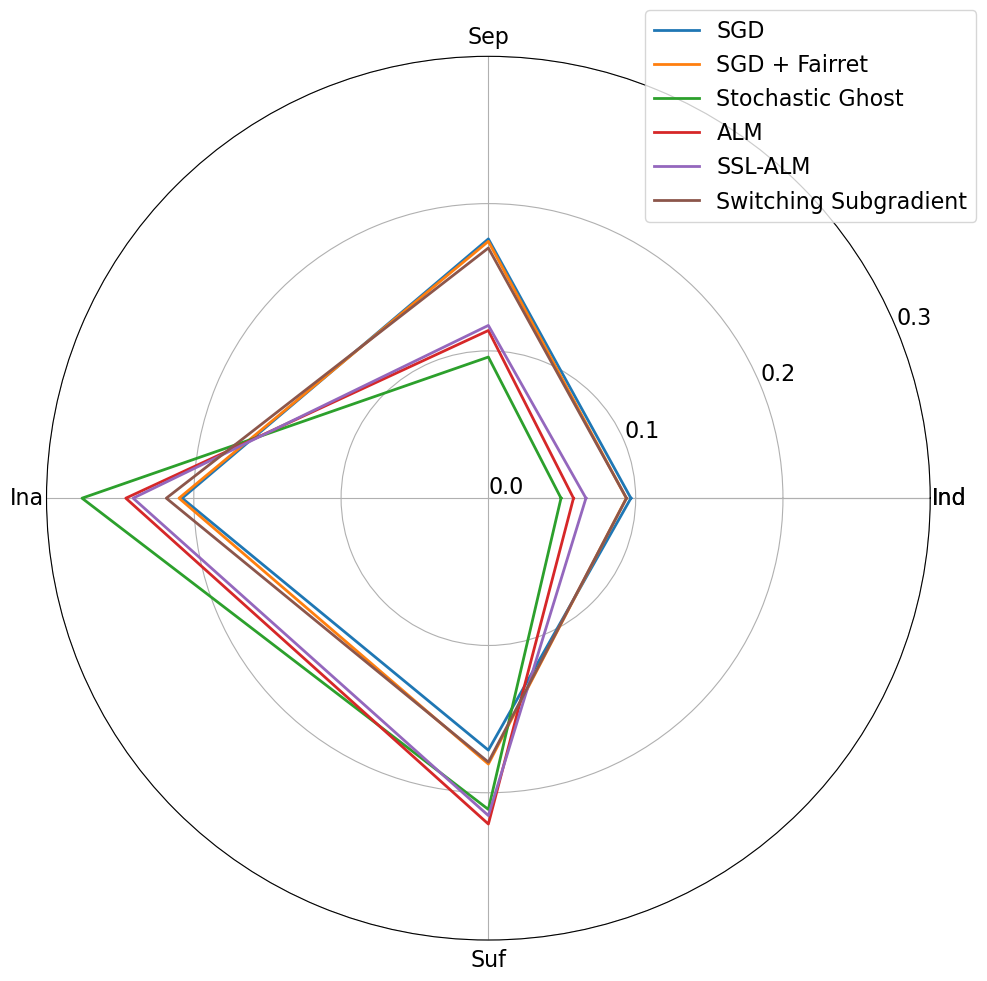 Sep
SGD
SGD + Fairret
Stochastic Ghost
ALM
SSL-ALM
Switching Subgradient
0.3
0.2
0.1
0.0
Ina
Ind
Suf